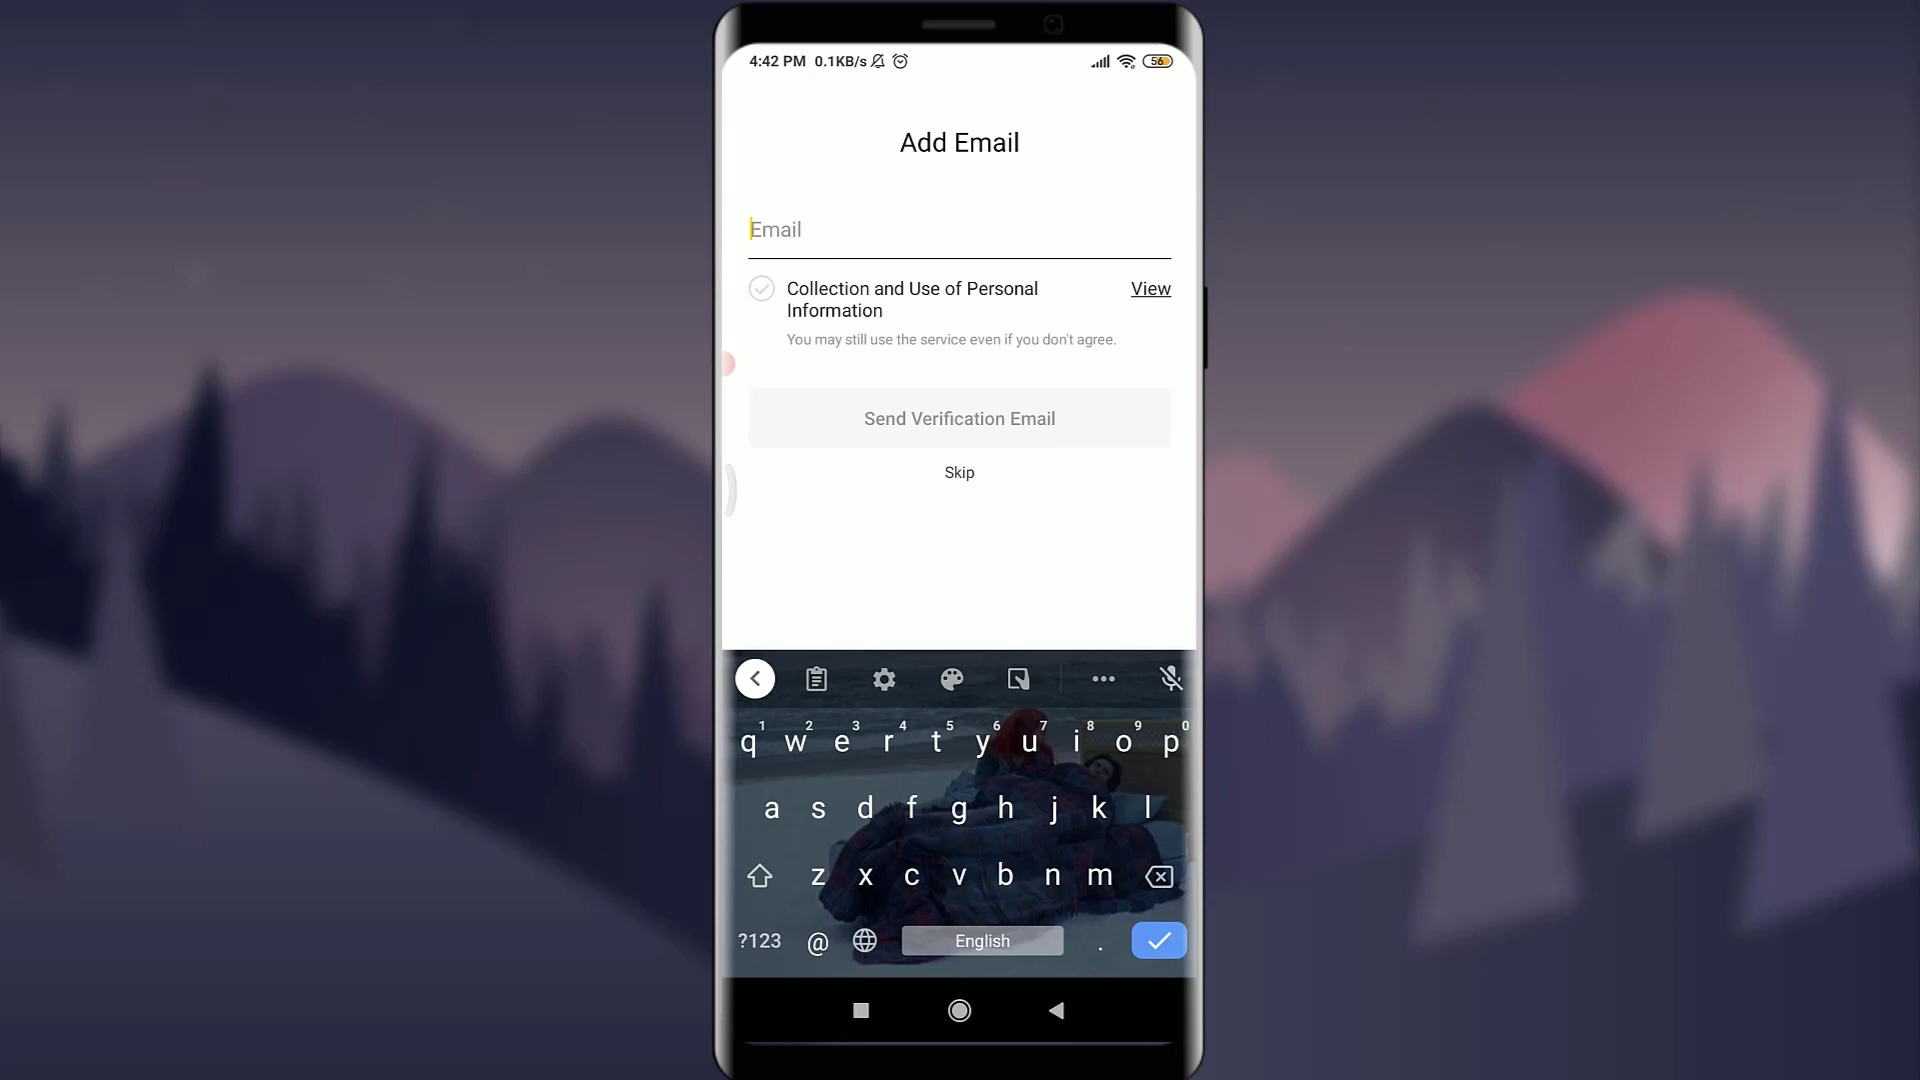 4:42 PM 0.1KB/s 56
Add Email
Email
Collection and Use of Personal View
Information
You may still use the service even if you don't agree.
Send Verification Email
Skip
1 2 3 4 5 6 7 8 9 0
q w e r t y u i o p
a s d f g h j k l
z x c v b n m
?123 @ English .